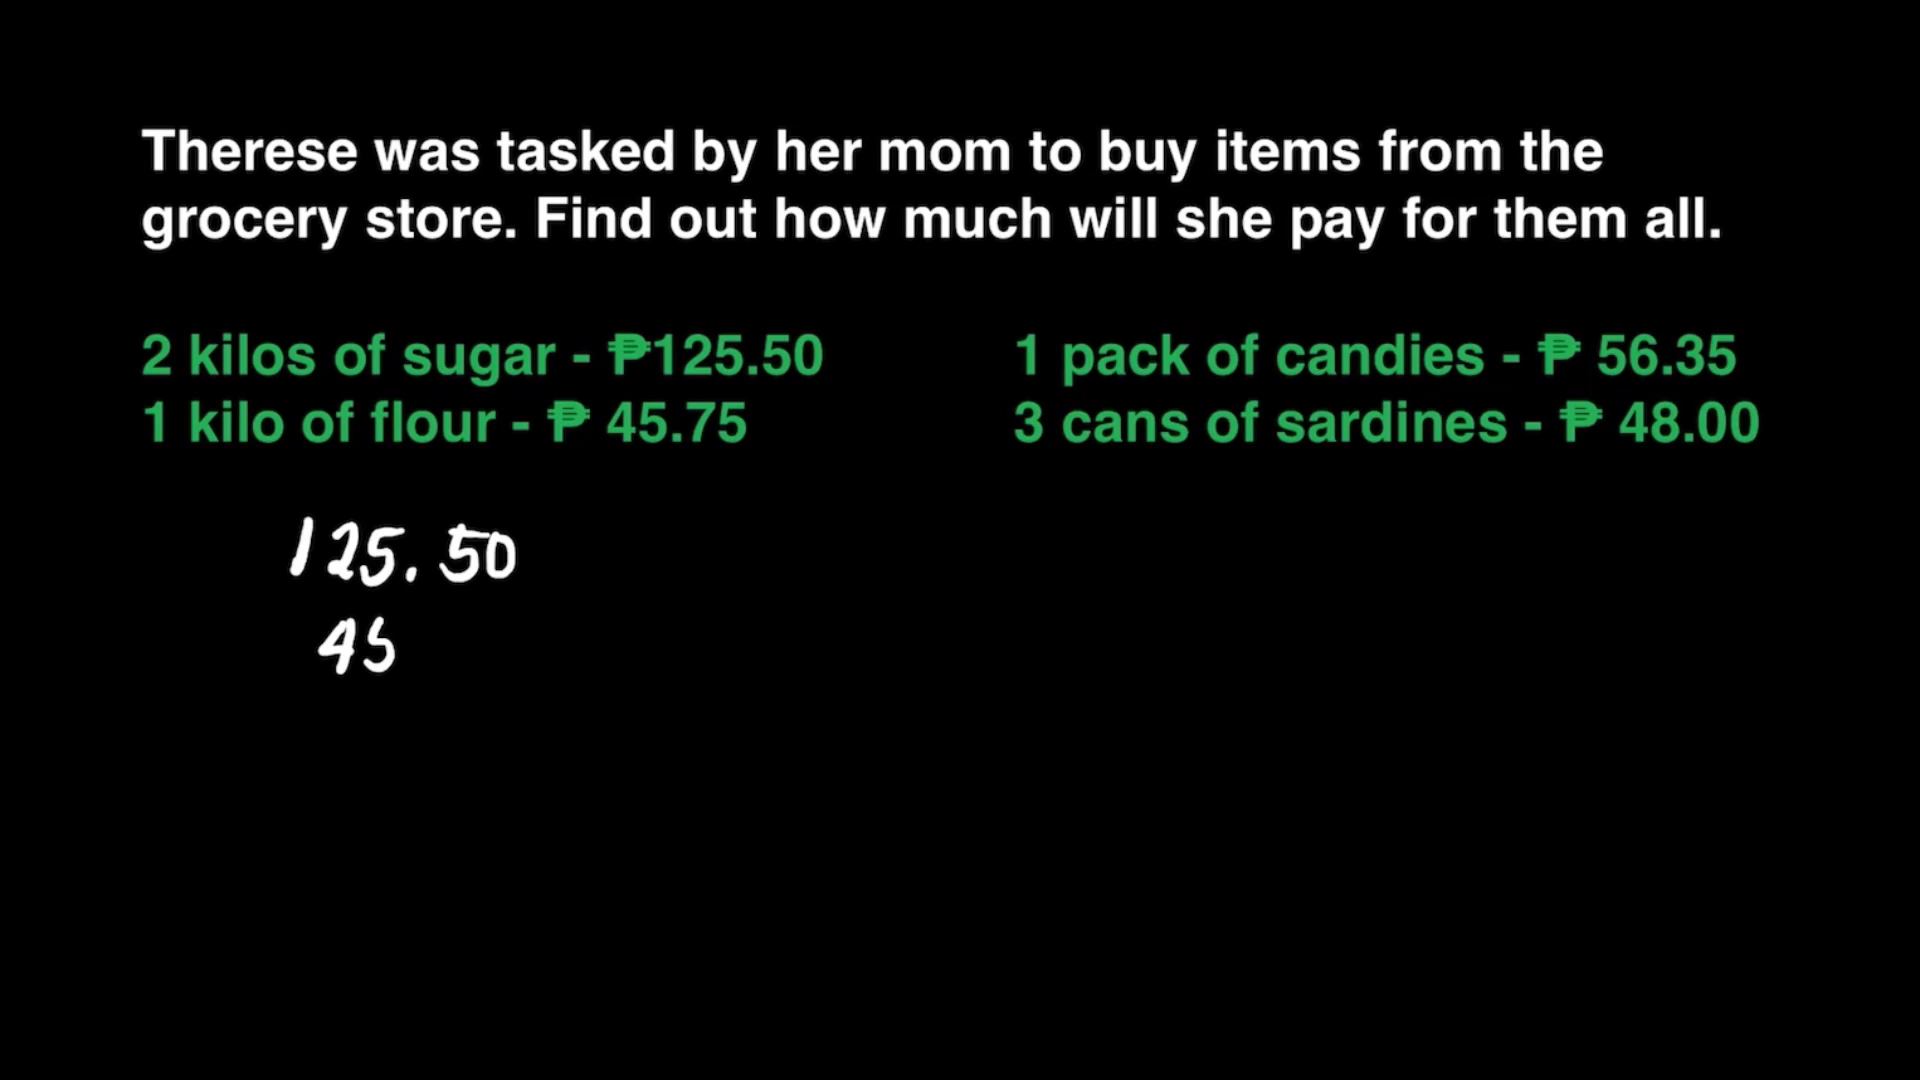 Therese was tasked by her mom to buy items from the
grocery store. Find out how much will she pay for them all.
2 kilos of sugar - ₱125.50
1 kilo of flour - ₱ 45.75
1 pack of candies - ₱ 56.35
3 cans of sardines - ₱ 48.00
125.50
45